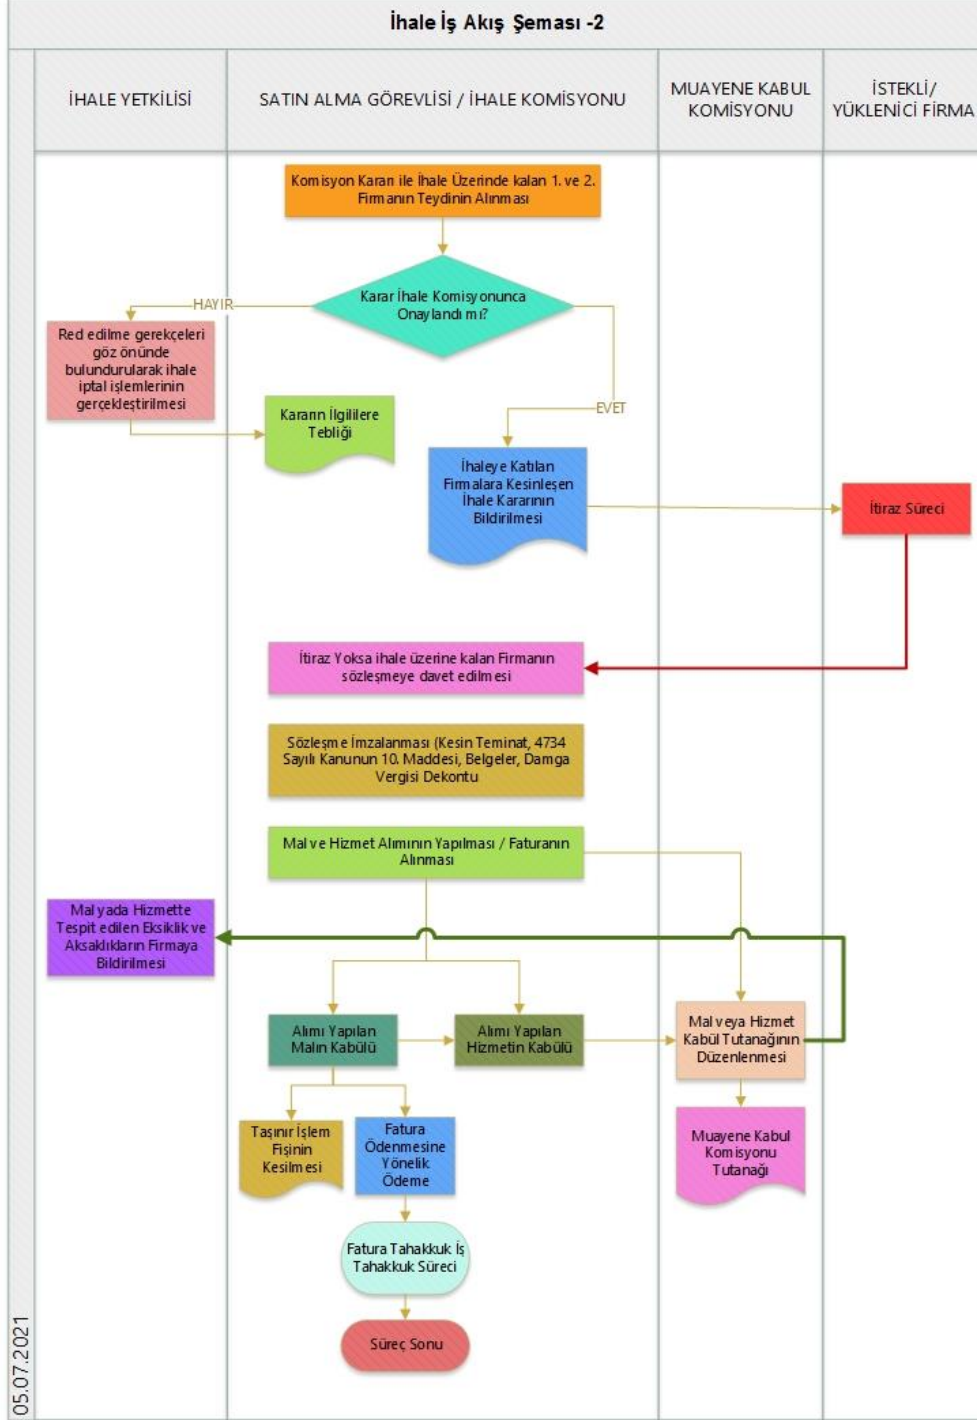 İhale İş Akış Şeması -2
İHALE YETKİLİSİ
SATIN ALMA GÖREVLİSİ / İHALE KOMİSYONU
MUAYENE KABUL
KOMİSYONU
İSTEKLİ/
YÜKLENİCİ FİRMA
Komisyon Kararı ile İhale Üzerinde kalan 1. ve 2.
Firmanın Teydinin Alınması
Karar İhale Komisyonunca
Onaylandı mı?
HAYIR
Red edilme gerekçeleri
göz önünde
bulundurularak ihale
iptal işlemlerinin
gerçekleştirilmesi
Kararın İlgililere
Tebliği
EVET
İhaleye Katılan
Firmalara Kesinleşen
İhale Kararının
Bildirilmesi
İtiraz Süreci
İtiraz Yoksa ihale üzerine kalan Firmanın
sözleşmeye davet edilmesi
Sözleşme İmzalanması (Kesin Teminat, 4734
Sayılı Kanunun 10. Maddesi, Belgeler, Damga
Vergisi Dekontu
Mal ve Hizmet Alımının Yapılması / Faturanın
Alınması
Mal yada Hizmette
Tespit edilen Eksiklik ve
Aksaklıkların Firmaya
Bildirilmesi
Alımı Yapılan
Malın Kabülü
Alımı Yapılan
Hizmetin Kabülü
Mal veya Hizmet
Kabül Tutanağının
Düzenlenmesi
Taşınır İşlem
Fişinin
Kesilmesi
Fatura
Ödenmesine
Yönelik
Ödeme
Muayene Kabul
Komisyonu
Tutanağı
Fatura Tahakkuk İş
Tahakkuk Süreci
Süreç Sonu
05.07.2021